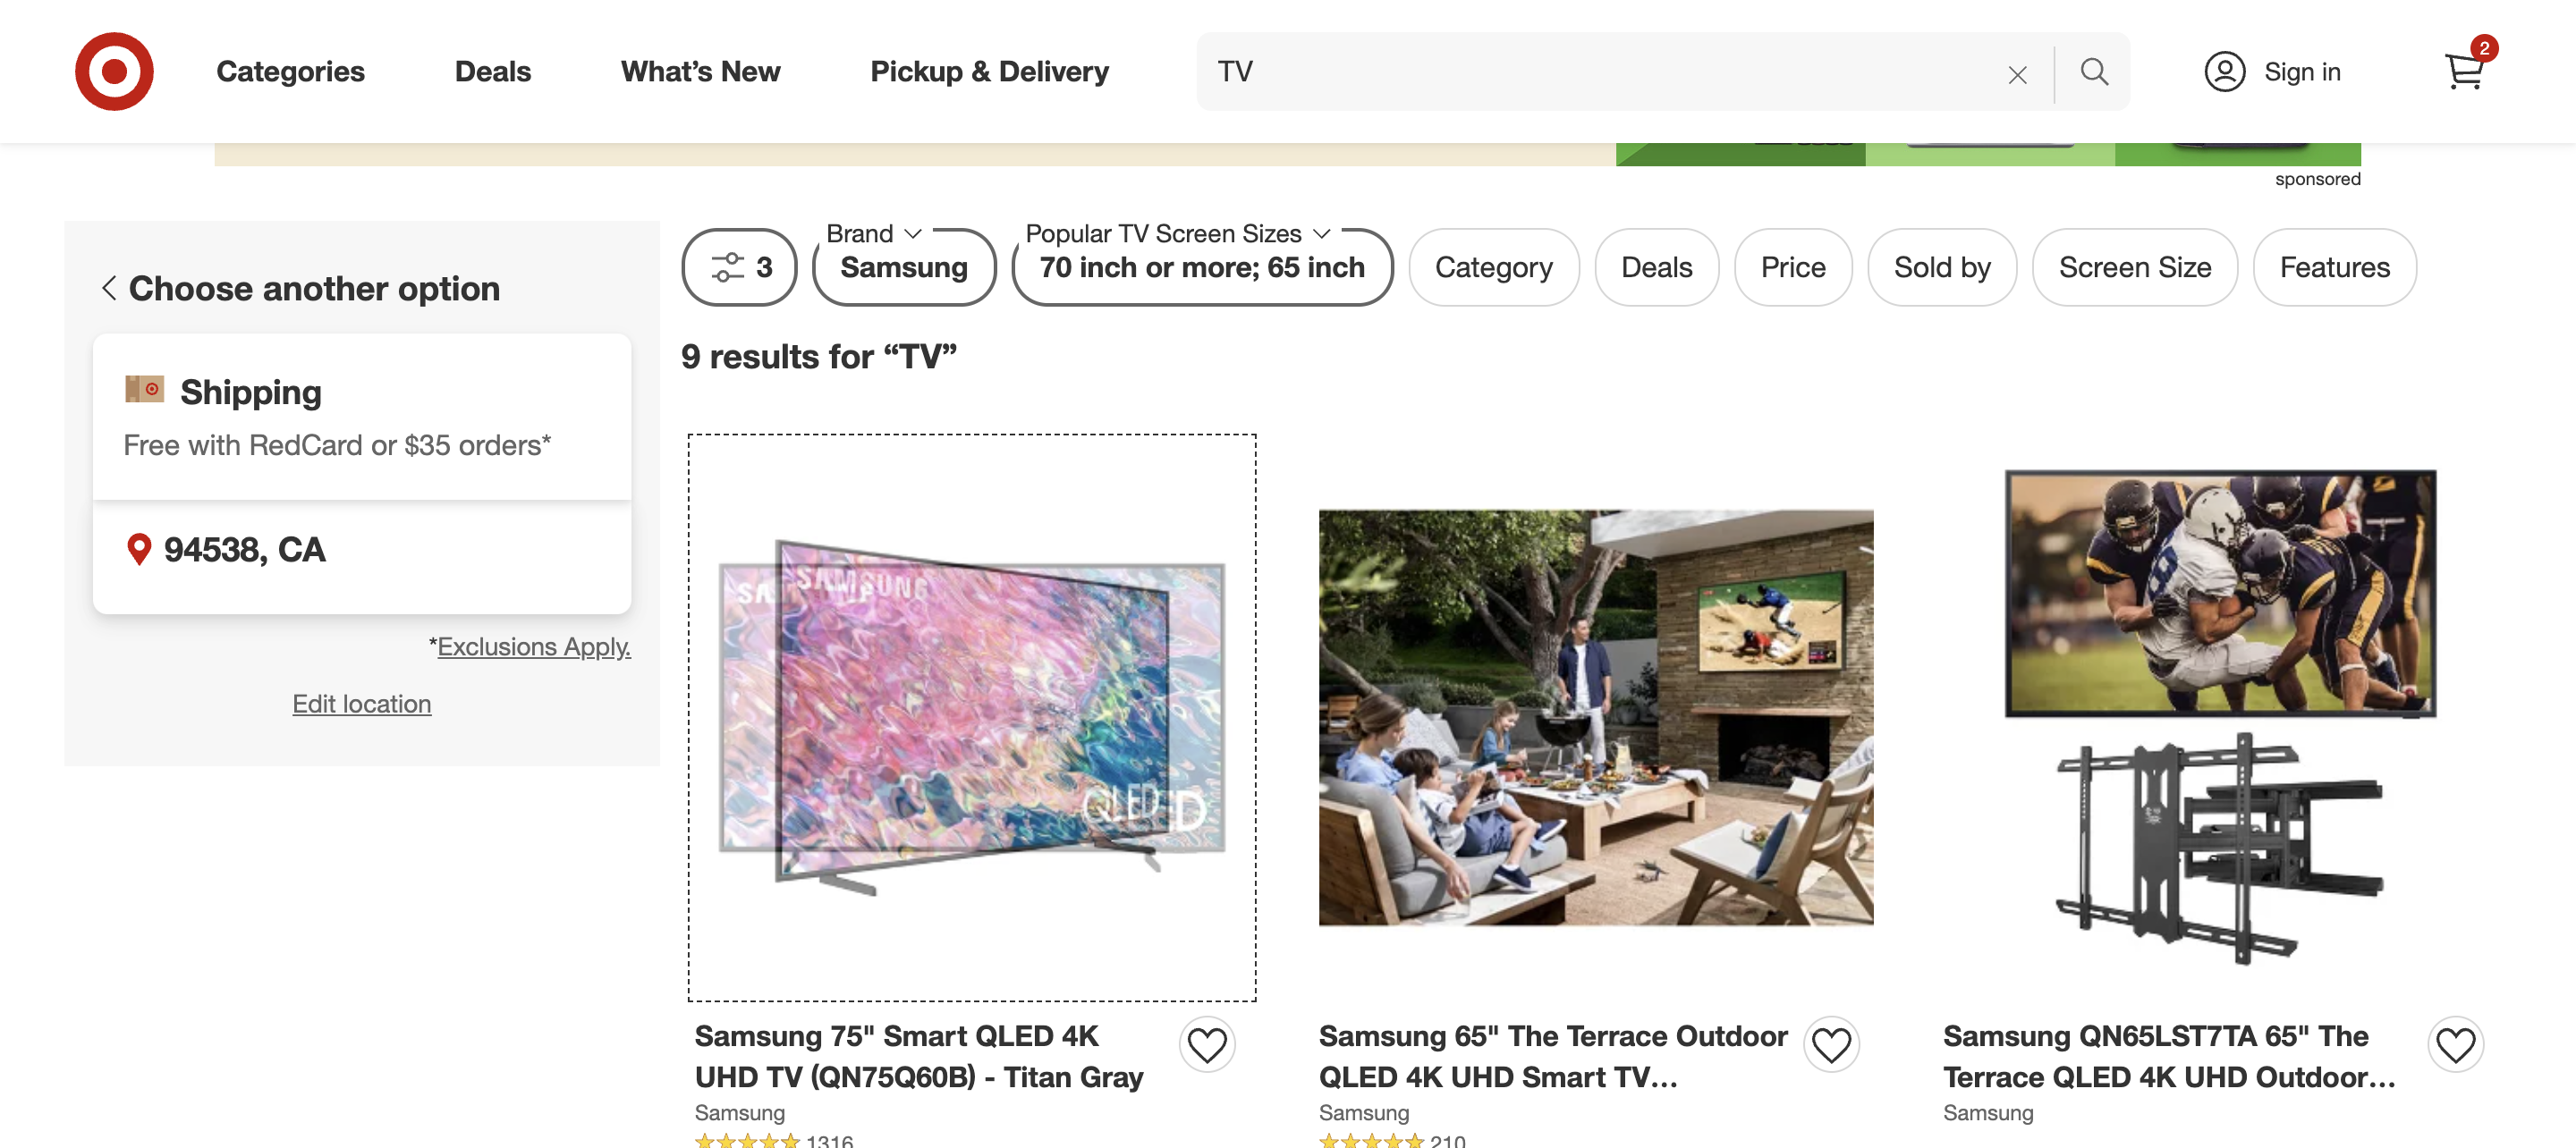 Categories
Deals
What's New
Pickup & Delivery
TV
Sign in
2
sponsored
Choose another option
Shipping
Free with RedCard or $35 orders*
94538, CA
*Exclusions Apply.
Edit location
3
Brand
Samsung
Popular TV Screen Sizes
70 inch or more; 65 inch
Category
Deals
Price
Sold by
Screen Size
Features
9 results for “TV”
SAMSUNG
QLED
Samsung 75" Smart QLED 4K
UHD TV (QN75Q60B) - Titan Gray
Samsung
1316
Samsung 65" The Terrace Outdoor
QLED 4K UHD Smart TV...
Samsung
210
Samsung QN65LST7TA 65" The
Terrace QLED 4K UHD Outdoor...
Samsung